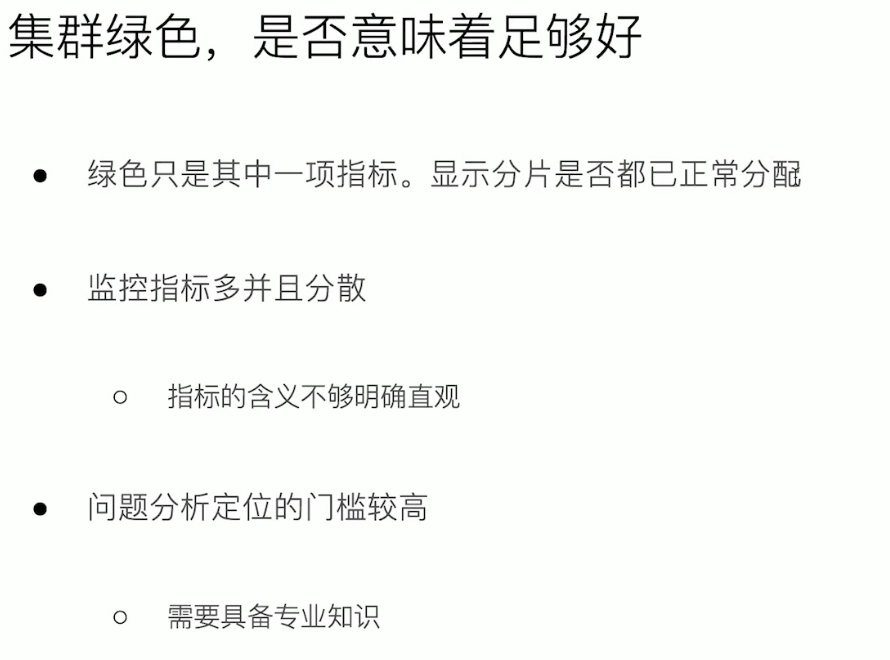 集群绿色，是否意味着足够好
● 绿色只是其中一项指标。显示分片是否都已正常分配
● 监控指标多并且分散
○ 指标的含义不够明确直观
● 问题分析定位的门槛较高
○ 需要具备专业知识